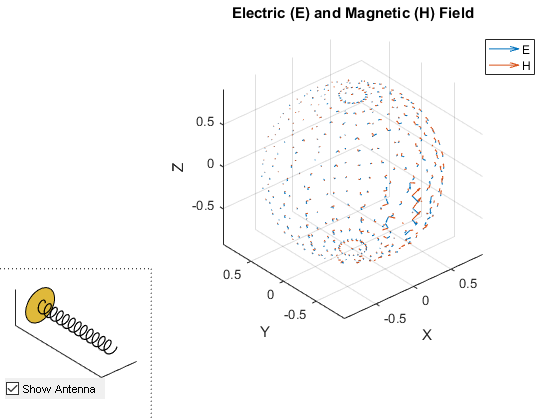 Electric (E) and Magnetic (H) Field
E
H
0.5
0
-0.5
Z
0.5
0
-0.5
Y
-0.5
0
0.5
X
Show Antenna